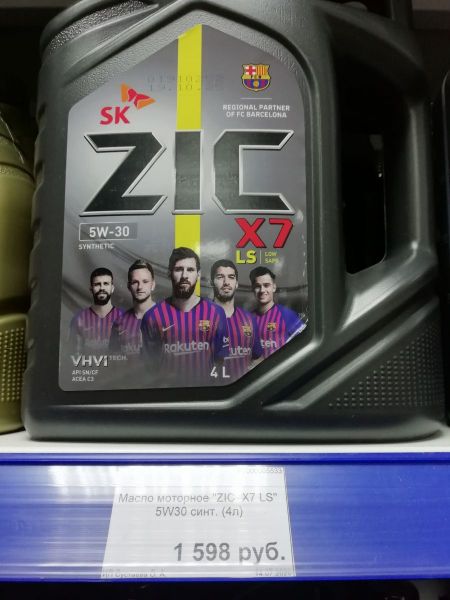 REGIONAL PARTNER
OF FC BARCELONA
SK
ZIC
5W-30
SYNTHETIC
X7
LS LOW
SAPS
Rakuten
Rakuten
VHVI TECH.
API SN/CF
ACEA C3
4 L
Масло моторное "ZIC X7 LS"
5W30 синт. (4л)
1 598 руб.